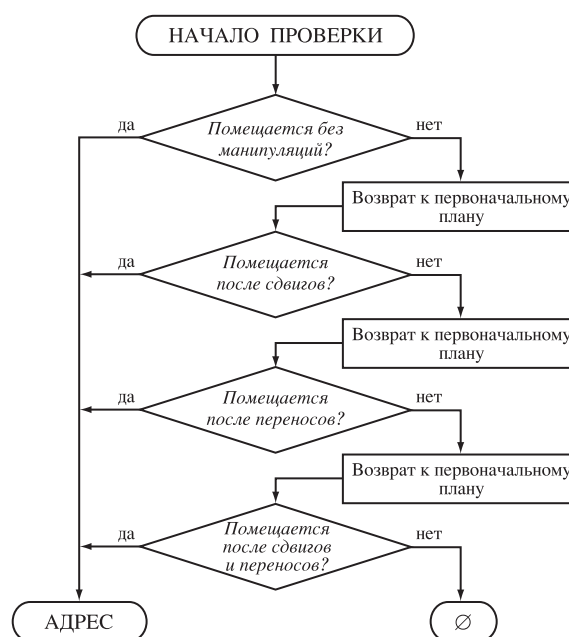 НАЧАЛО ПРОВЕРКИ
да
Помещается без
манипуляций?
нет
Возврат к первоначальному
плану
да
Помещается
после сдвигов?
нет
Возврат к первоначальному
плану
да
Помещается
после переносов?
нет
Возврат к первоначальному
плану
да
Помещается
после сдвигов
и переносов?
нет
АДРЕС
∅